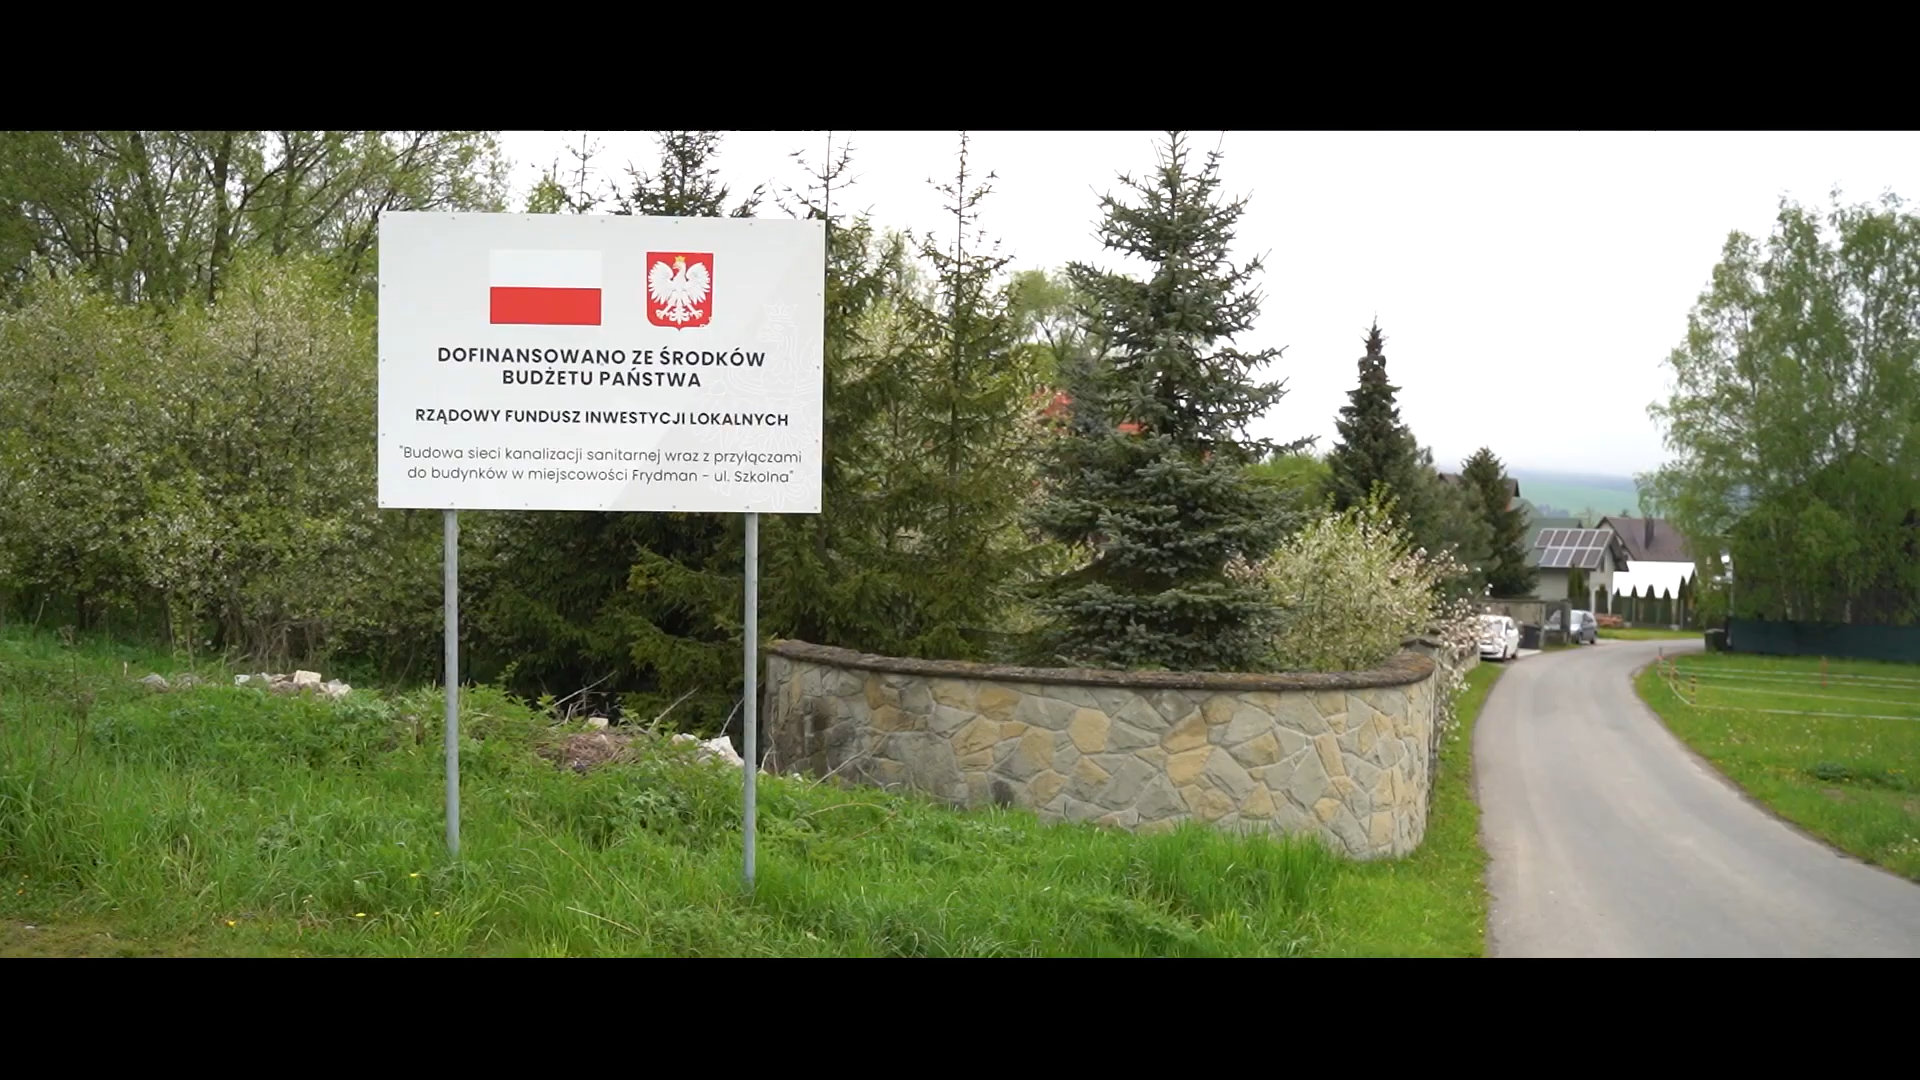 DOFINANSOWANO ZE ŚRODKÓW
BUDŻETU PAŃSTWA
RZĄDOWY FUNDUSZ INWESTYCJI LOKALNYCH
"Budowa sieci kanalizacji sanitarnej wraz z przyłączami
do budynków w miejscowości Frydman - ul. Szkolna"